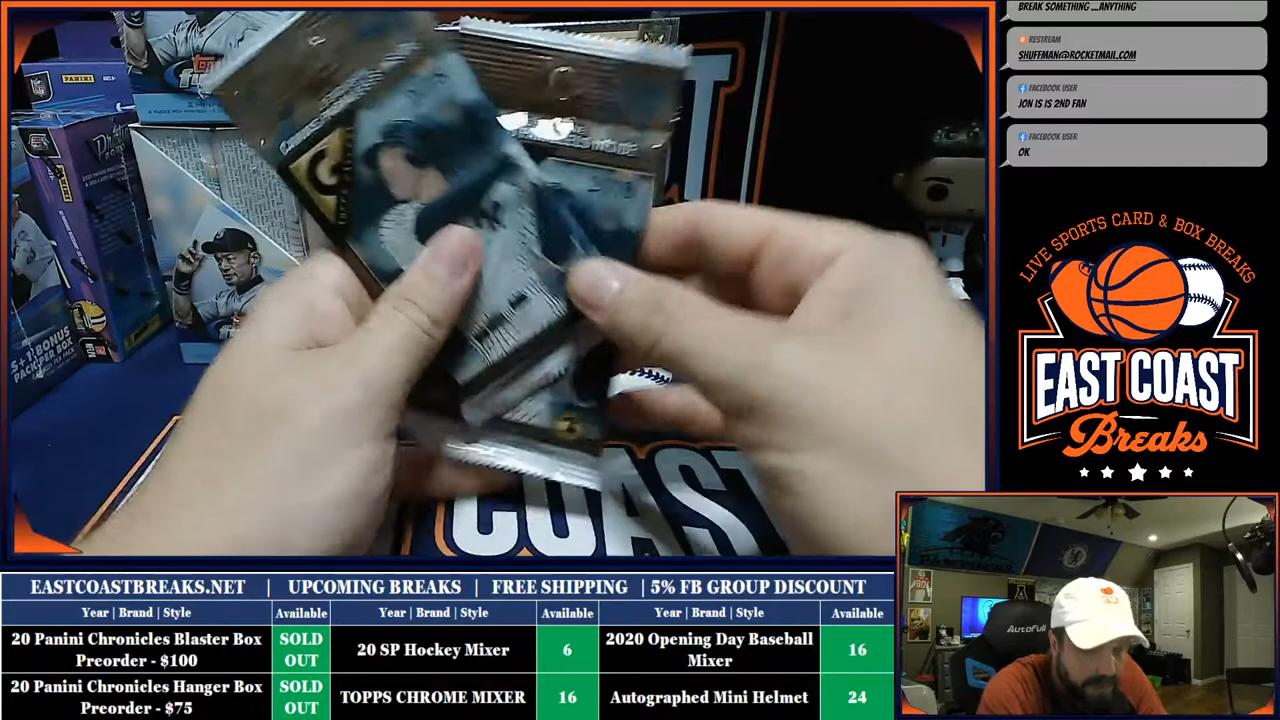 BREAK SOMETHING ...ANYTHING
RESTREAM
SHUFFMAN@ROCKETMAIL.COM
FACEBOOK USER
JON IS IS 2ND FAN
FACEBOOK USER
OK
LIVE SPORTS CARD & BOX BREAKS
EAST COAST
Breaks
PANINI
5+1 BONUS
PACK PER BOX
COAST
AUTOFULL
EASTCOASTBREAKS.NET | UPCOMING BREAKS | FREE SHIPPING | 5% FB GROUP DISCOUNT
Year | Brand | Style Available Year | Brand | Style Available Year | Brand | Style Available
20 Panini Chronicles Blaster Box Preorder - $100 SOLD OUT 20 SP Hockey Mixer 6 2020 Opening Day Baseball Mixer 16
20 Panini Chronicles Hanger Box Preorder - $75 SOLD OUT TOPPS CHROME MIXER 16 Autographed Mini Helmet 24